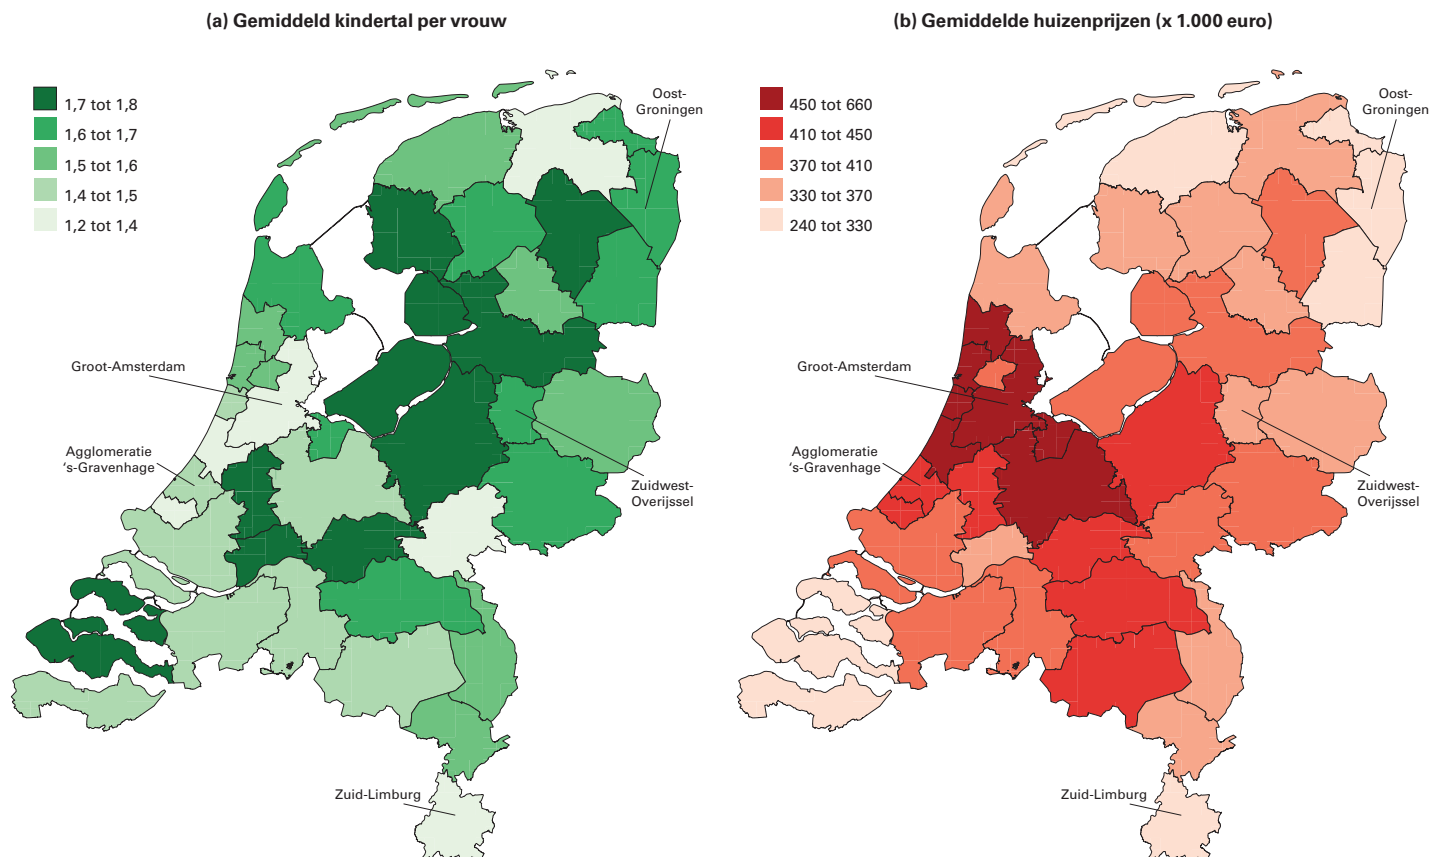 (a) Gemiddeld kindertal per vrouw
1,7 tot 1,8
1,6 tot 1,7
1,5 tot 1,6
1,4 tot 1,5
1,2 tot 1,4
Oost-
Groningen
Groot-Amsterdam
Agglomeratie
‘s-Gravenhage
Zuidwest-
Overijssel
Zuid-Limburg
(b) Gemiddelde huizenprijzen (x 1.000 euro)
450 tot 660
410 tot 450
370 tot 410
330 tot 370
240 tot 330
Oost-
Groningen
Groot-Amsterdam
Agglomeratie
‘s-Gravenhage
Zuidwest-
Overijssel
Zuid-Limburg